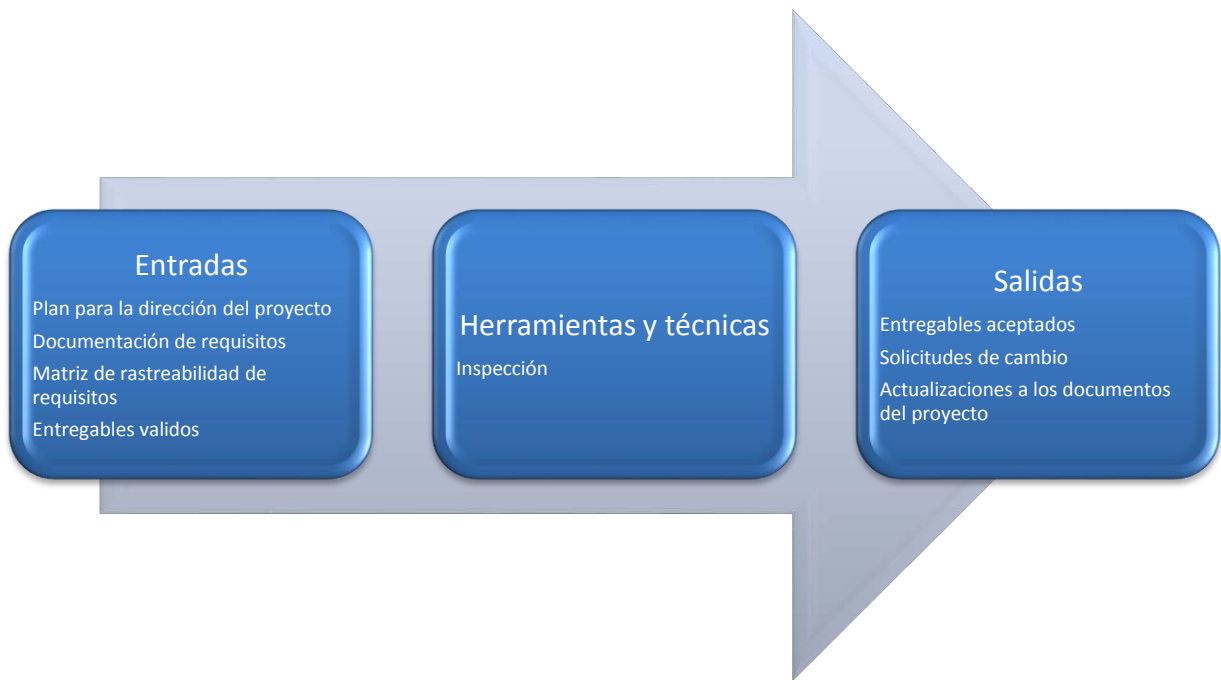 Entradas
Plan para la dirección del proyecto
Documentación de requisitos
Matriz de rastreabilidad de
requisitos
Entregables validos
Herramientas y técnicas
Inspección
Salidas
Entregables aceptados
Solicitudes de cambio
Actualizaciones a los documentos
del proyecto